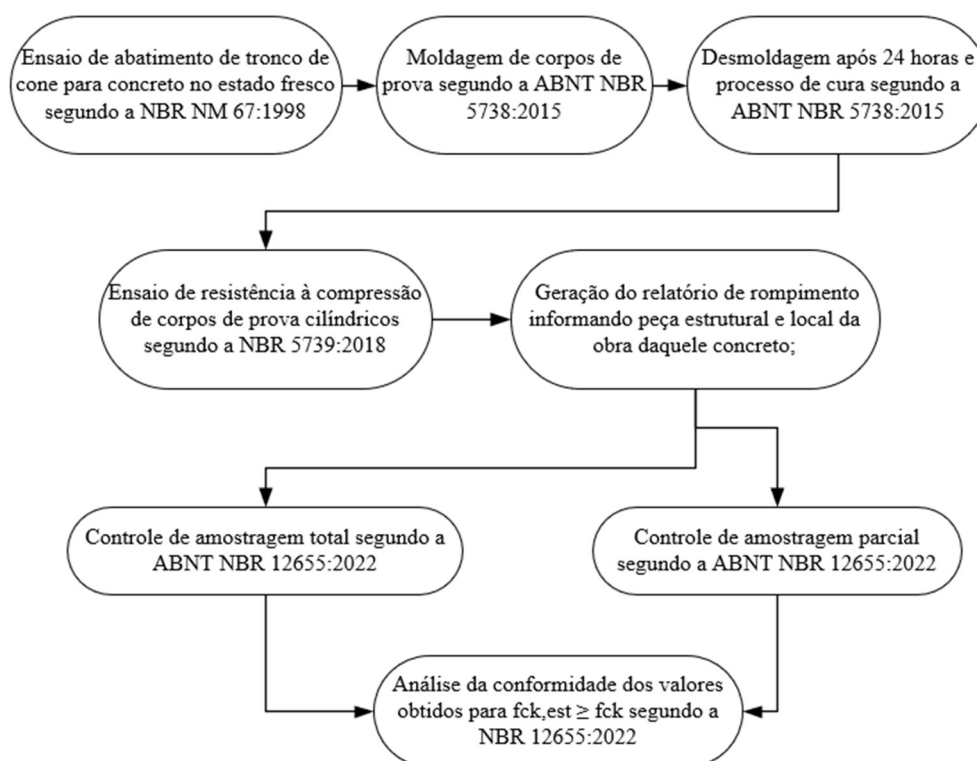 Ensaio de abatimento de tronco de
cone para concreto no estado fresco
segundo a NBR NM 67:1998
Moldagem de corpos de
prova segundo a ABNT NBR
5738:2015
Desmoldagem após 24 horas e
processo de cura segundo a
ABNT NBR 5738:2015
Ensaio de resistência à compressão
de corpos de prova cilíndricos
segundo a NBR 5739:2018
Geração do relatório de rompimento
informando peça estrutural e local da
obra daquele concreto;
Controle de amostragem total segundo a
ABNT NBR 12655:2022
Controle de amostragem parcial
segundo a ABNT NBR 12655:2022
Análise da conformidade dos valores
obtidos para fck,est ≥ fck segundo a
NBR 12655:2022